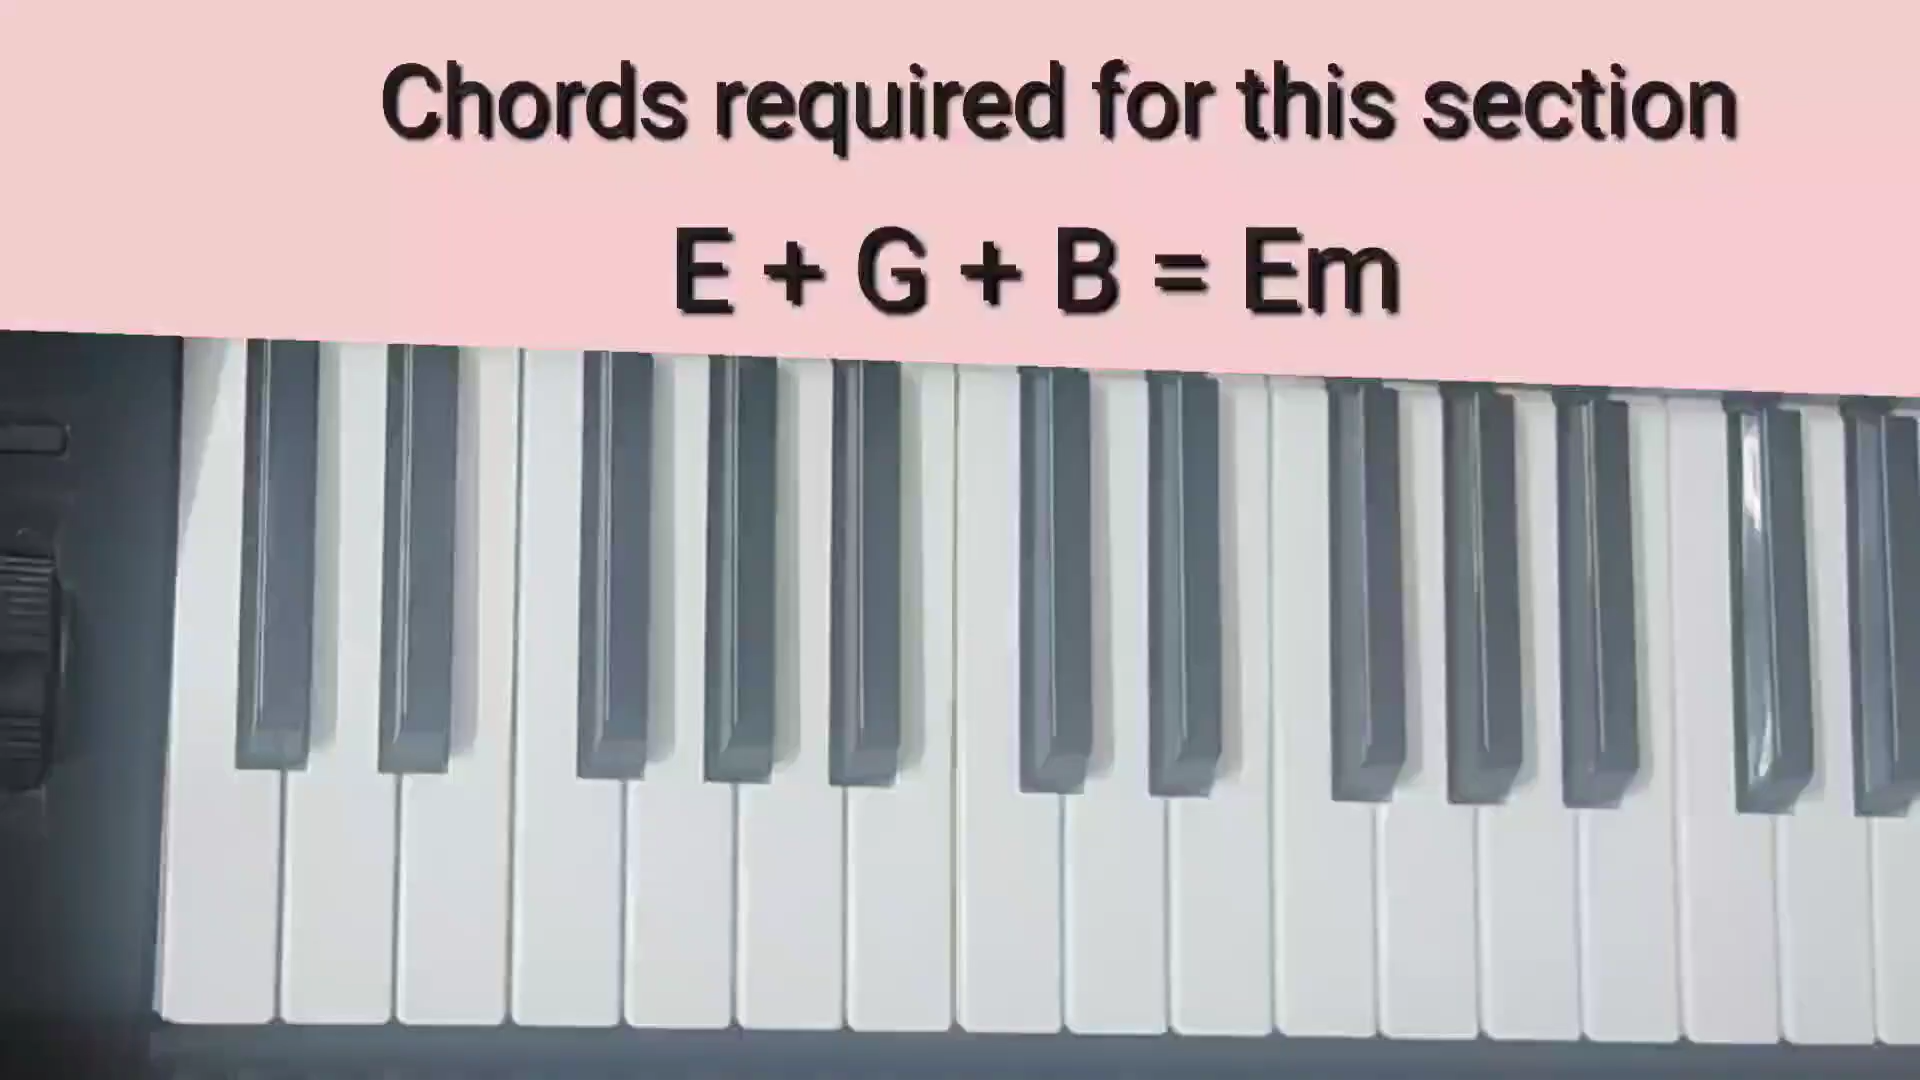 Chords required for this section
E + G + B = Em